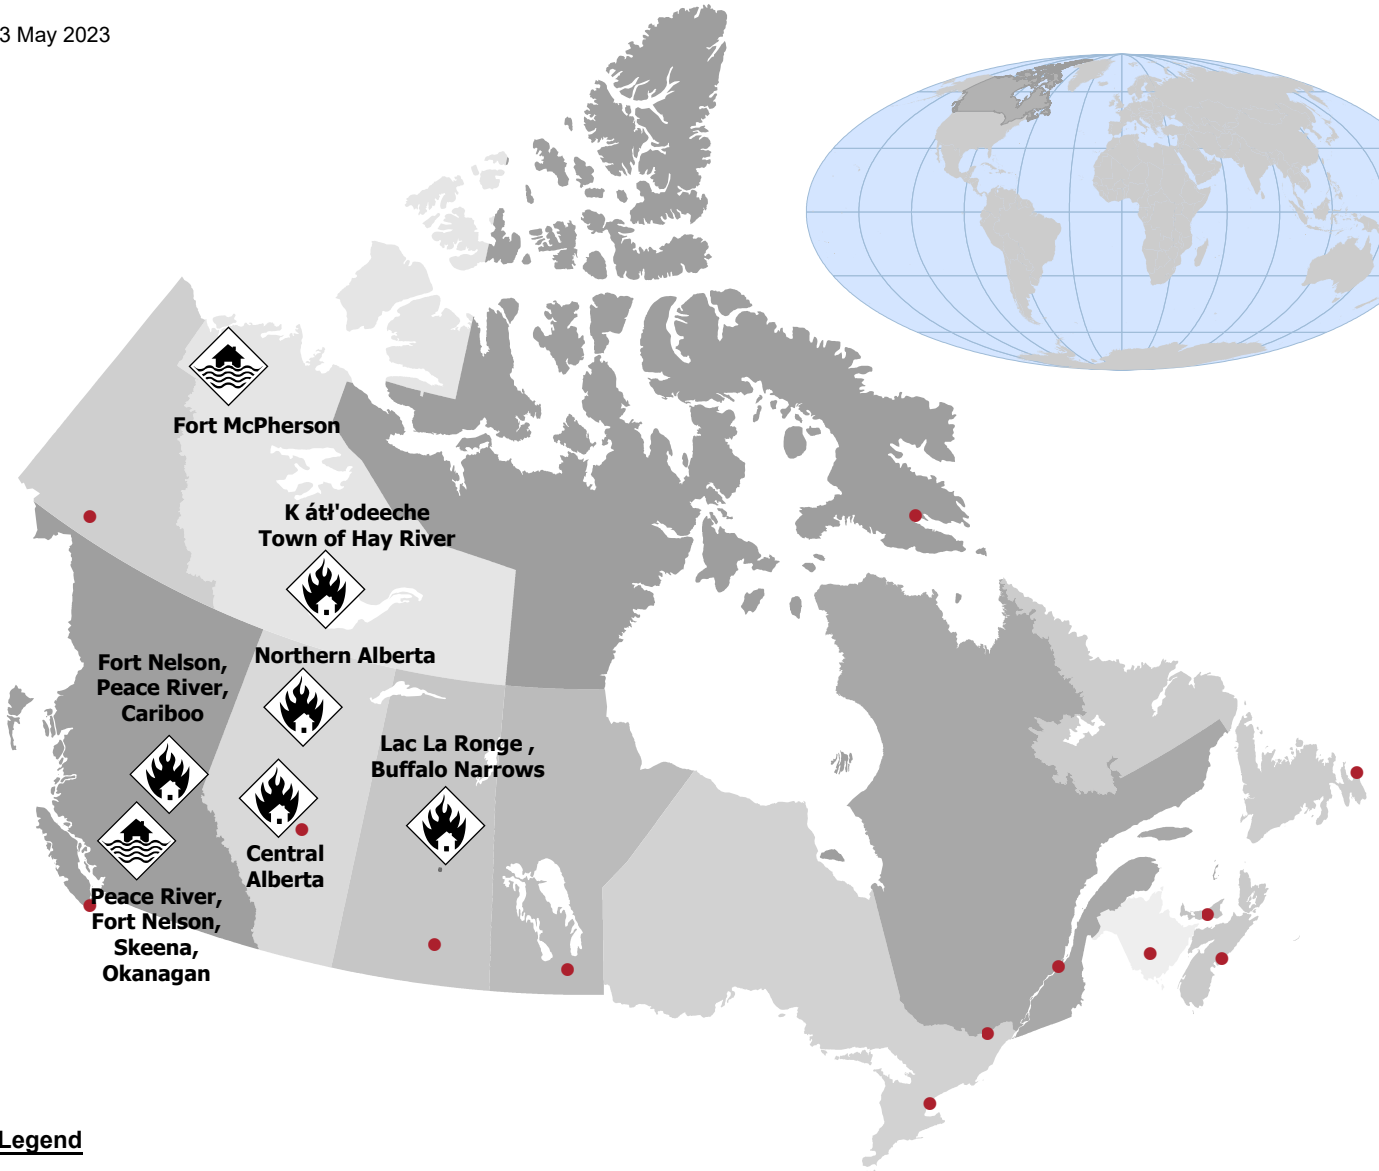 3 May 2023
Fort McPherson
K átł'odeeche
Town of Hay River
Northern Alberta
Fort Nelson,
Peace River,
Cariboo
Lac La Ronge ,
Buffalo Narrows
Central
Alberta
Peace River,
Fort Nelson,
Skeena,
Okanagan
Legend